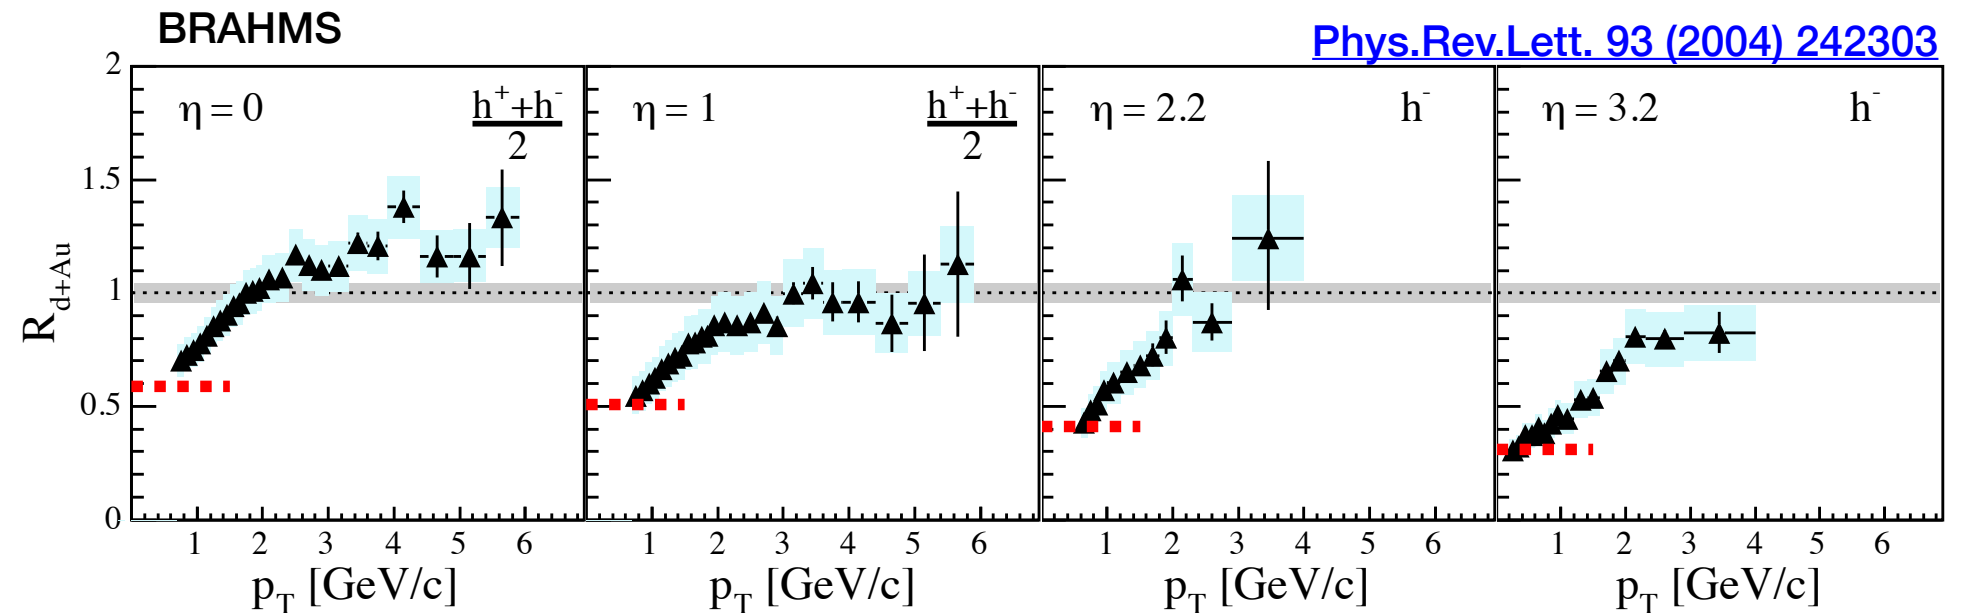 BRAHMS
Phys.Rev.Lett. 93 (2004) 242303
η = 0
h⁺+h⁻
2
η = 1
h⁺+h⁻
2
η = 2.2
h⁻
η = 3.2
h⁻
R_d+Au
2
1.5
1
0.5
0
1 2 3 4 5 6
1 2 3 4 5 6
1 2 3 4 5 6
1 2 3 4 5 6
p_T [GeV/c]
p_T [GeV/c]
p_T [GeV/c]
p_T [GeV/c]